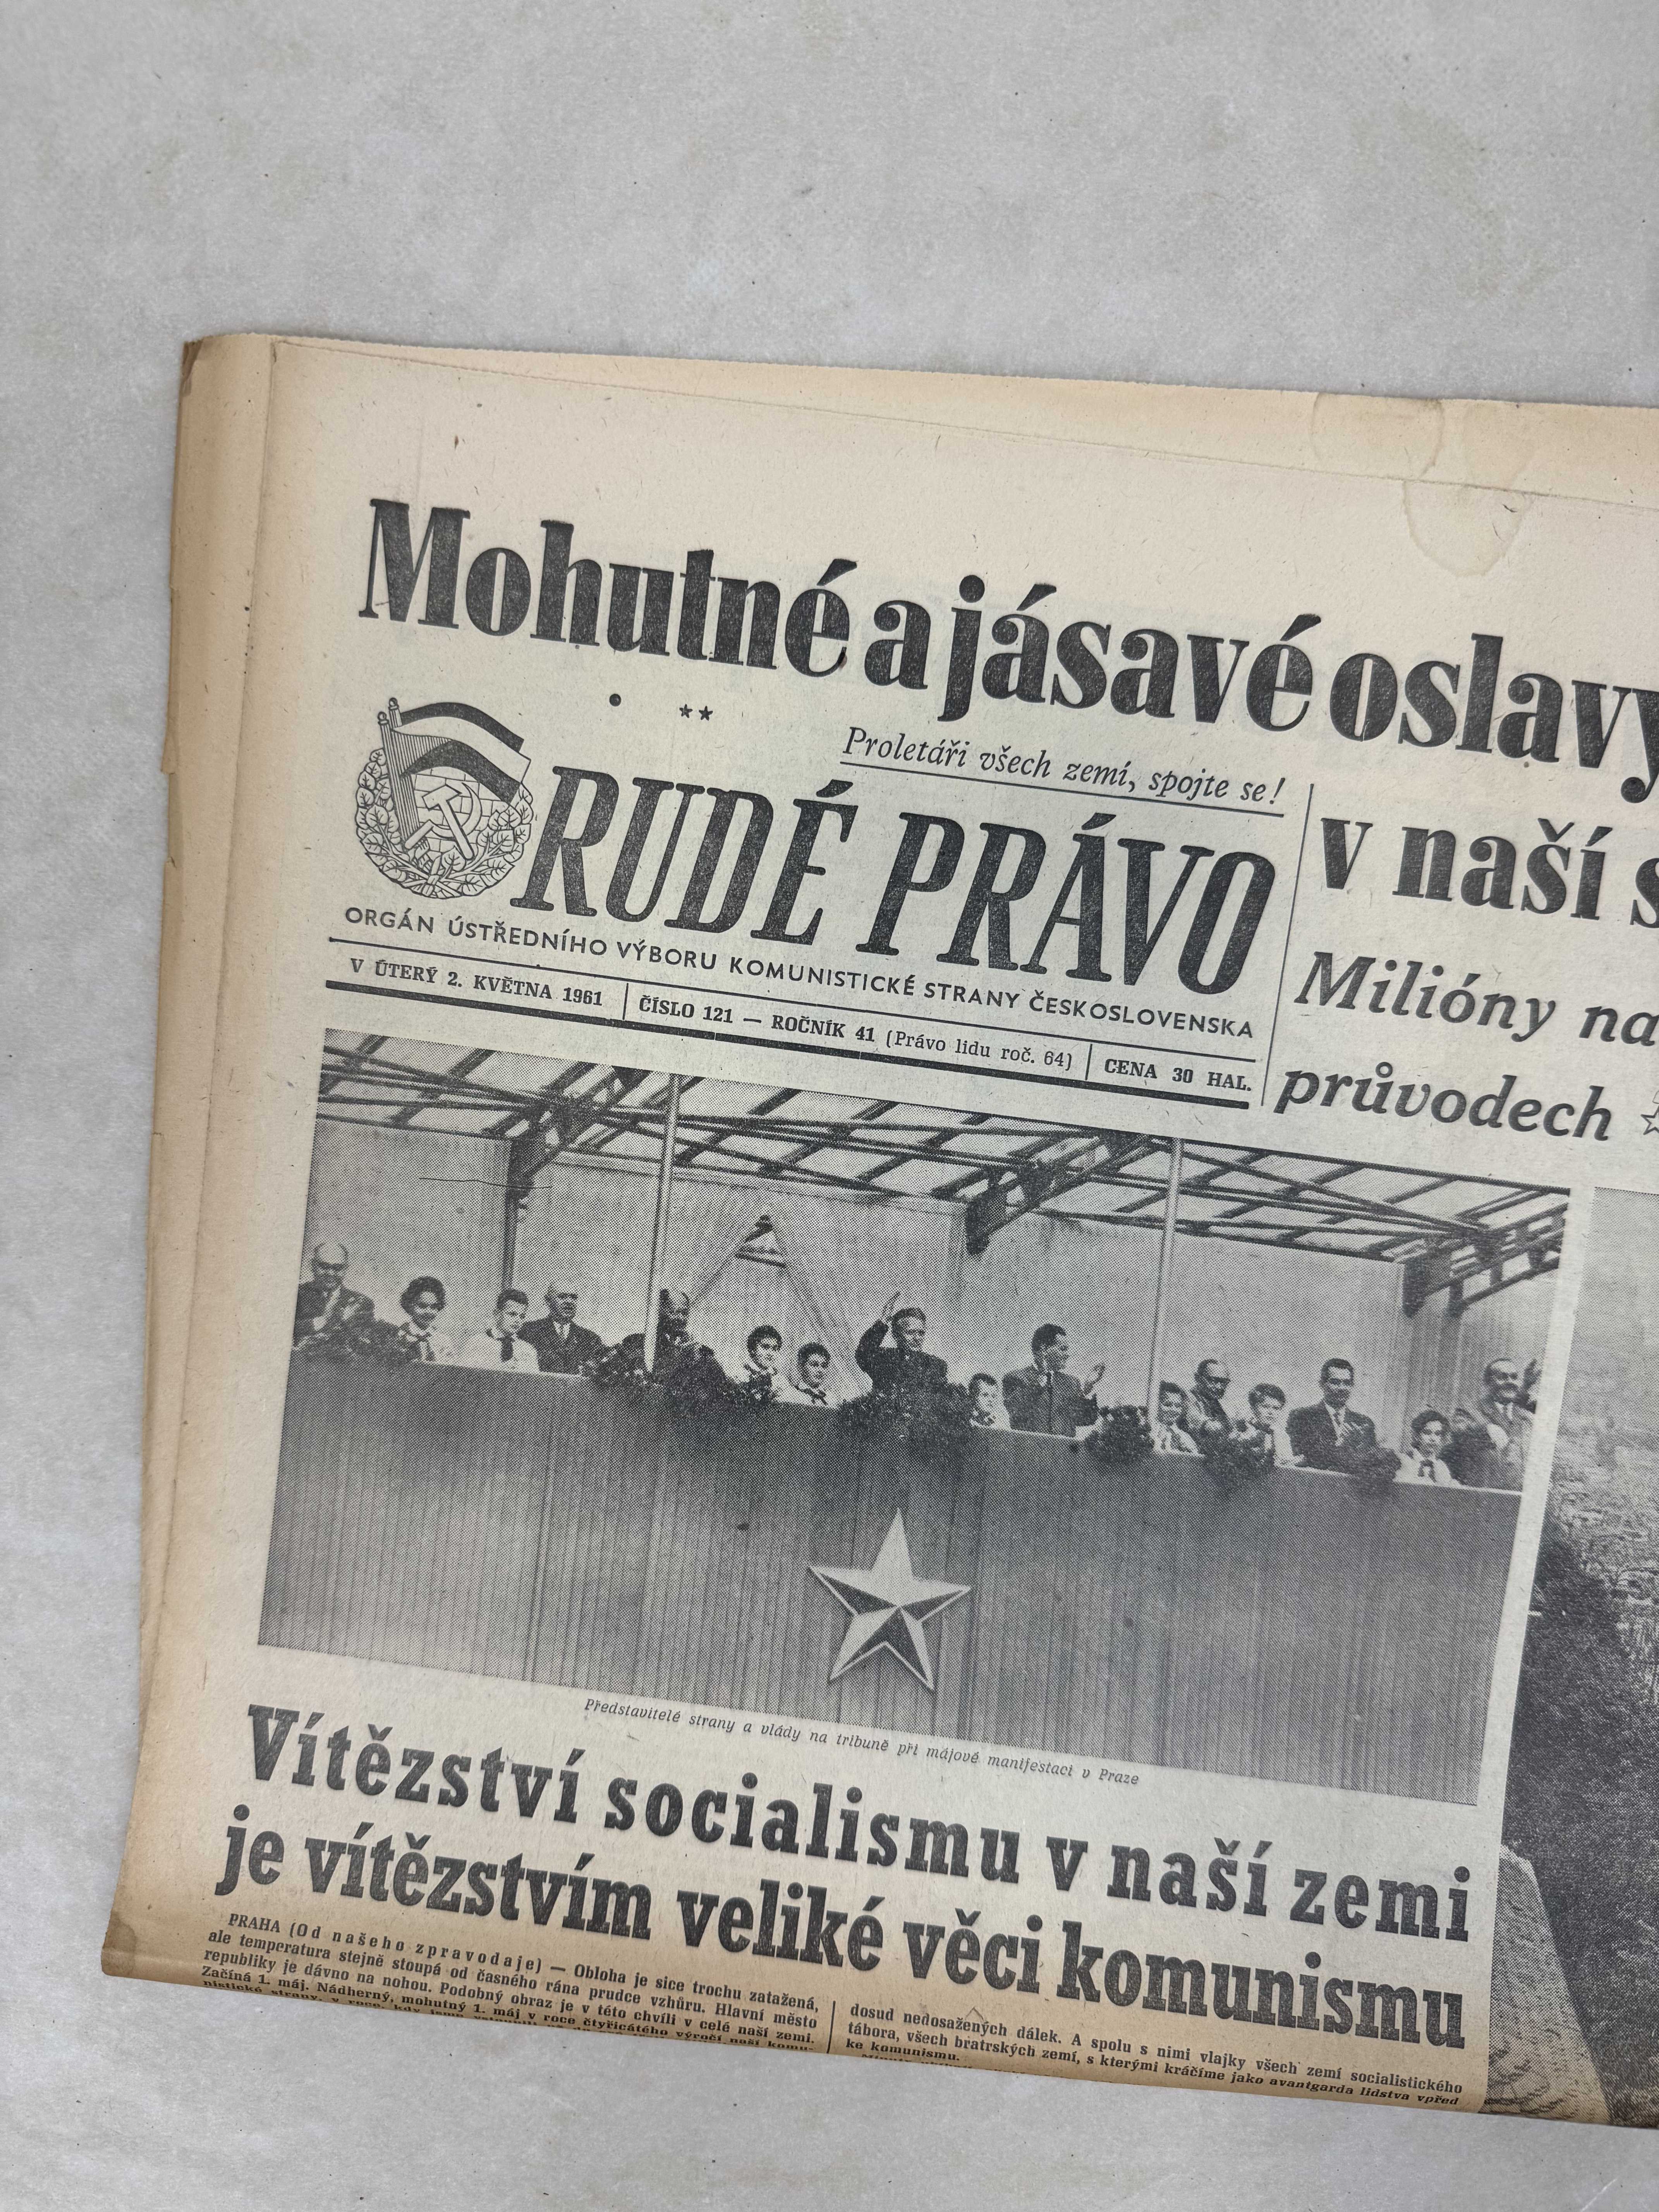 Mohutné a jásavé oslavy
★★
Proletáři všech zemí, spojte se!
RUDÉ PRÁVO
ORGÁN ÚSTŘEDNÍHO VÝBORU KOMUNISTICKÉ STRANY ČESKOSLOVENSKA
V ÚTERÝ 2. KVĚTNA 1961
ČÍSLO 121 — ROČNÍK 41 (Právo lidu roč. 64)
CENA 30 HAL.
v naší
Milióny na
průvodech
Představitelé strany a vlády na tribuně při májové manifestaci v Praze
Vítězství socialismu v naší zemi
je vítězstvím veliké věci komunismu
PRAHA (Od našeho zpravodaje) — Obloha je sice trochu zatažená,
ale temperatura stejně stoupá od časného rána prudce vzhůru. Hlavní město
republiky je dávno na nohou. Podobný obraz je v této chvíli v celé naší zemi.
Začíná 1. máj. Nádherný, mohutný 1. máj v roce čtyřicátého výročí naší komu-
nistické strany, v roce, kdy jsme
dosud nedosažených dálek. A spolu s nimi vlajky všech zemí socialistického
tábora, všech bratrských zemí, s kterými kráčíme jako avantgarda lidstva vpřed
ke komunismu.